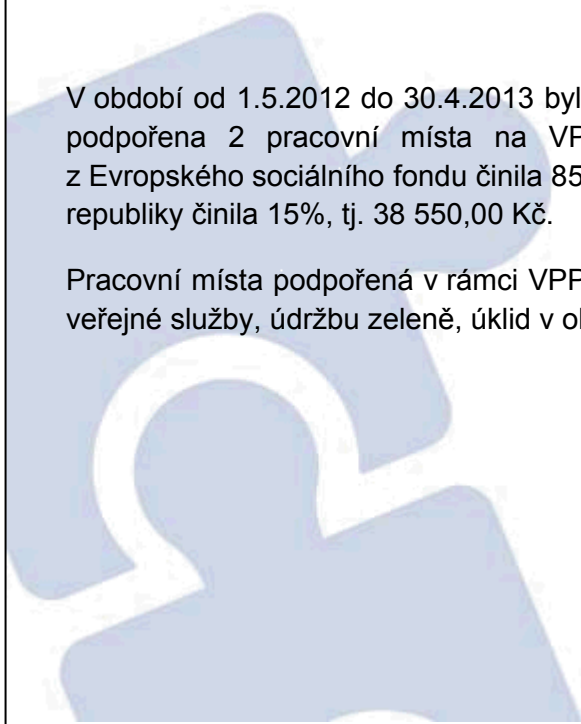 V období od 1.5.2012 do 30.4.2013 byl
podpořena 2 pracovní místa na VP
z Evropského sociálního fondu činila 85
republiky činila 15%, tj. 38 550,00 Kč.
Pracovní místa podpořená v rámci VPP
veřejné služby, údržbu zeleně, úklid v ob